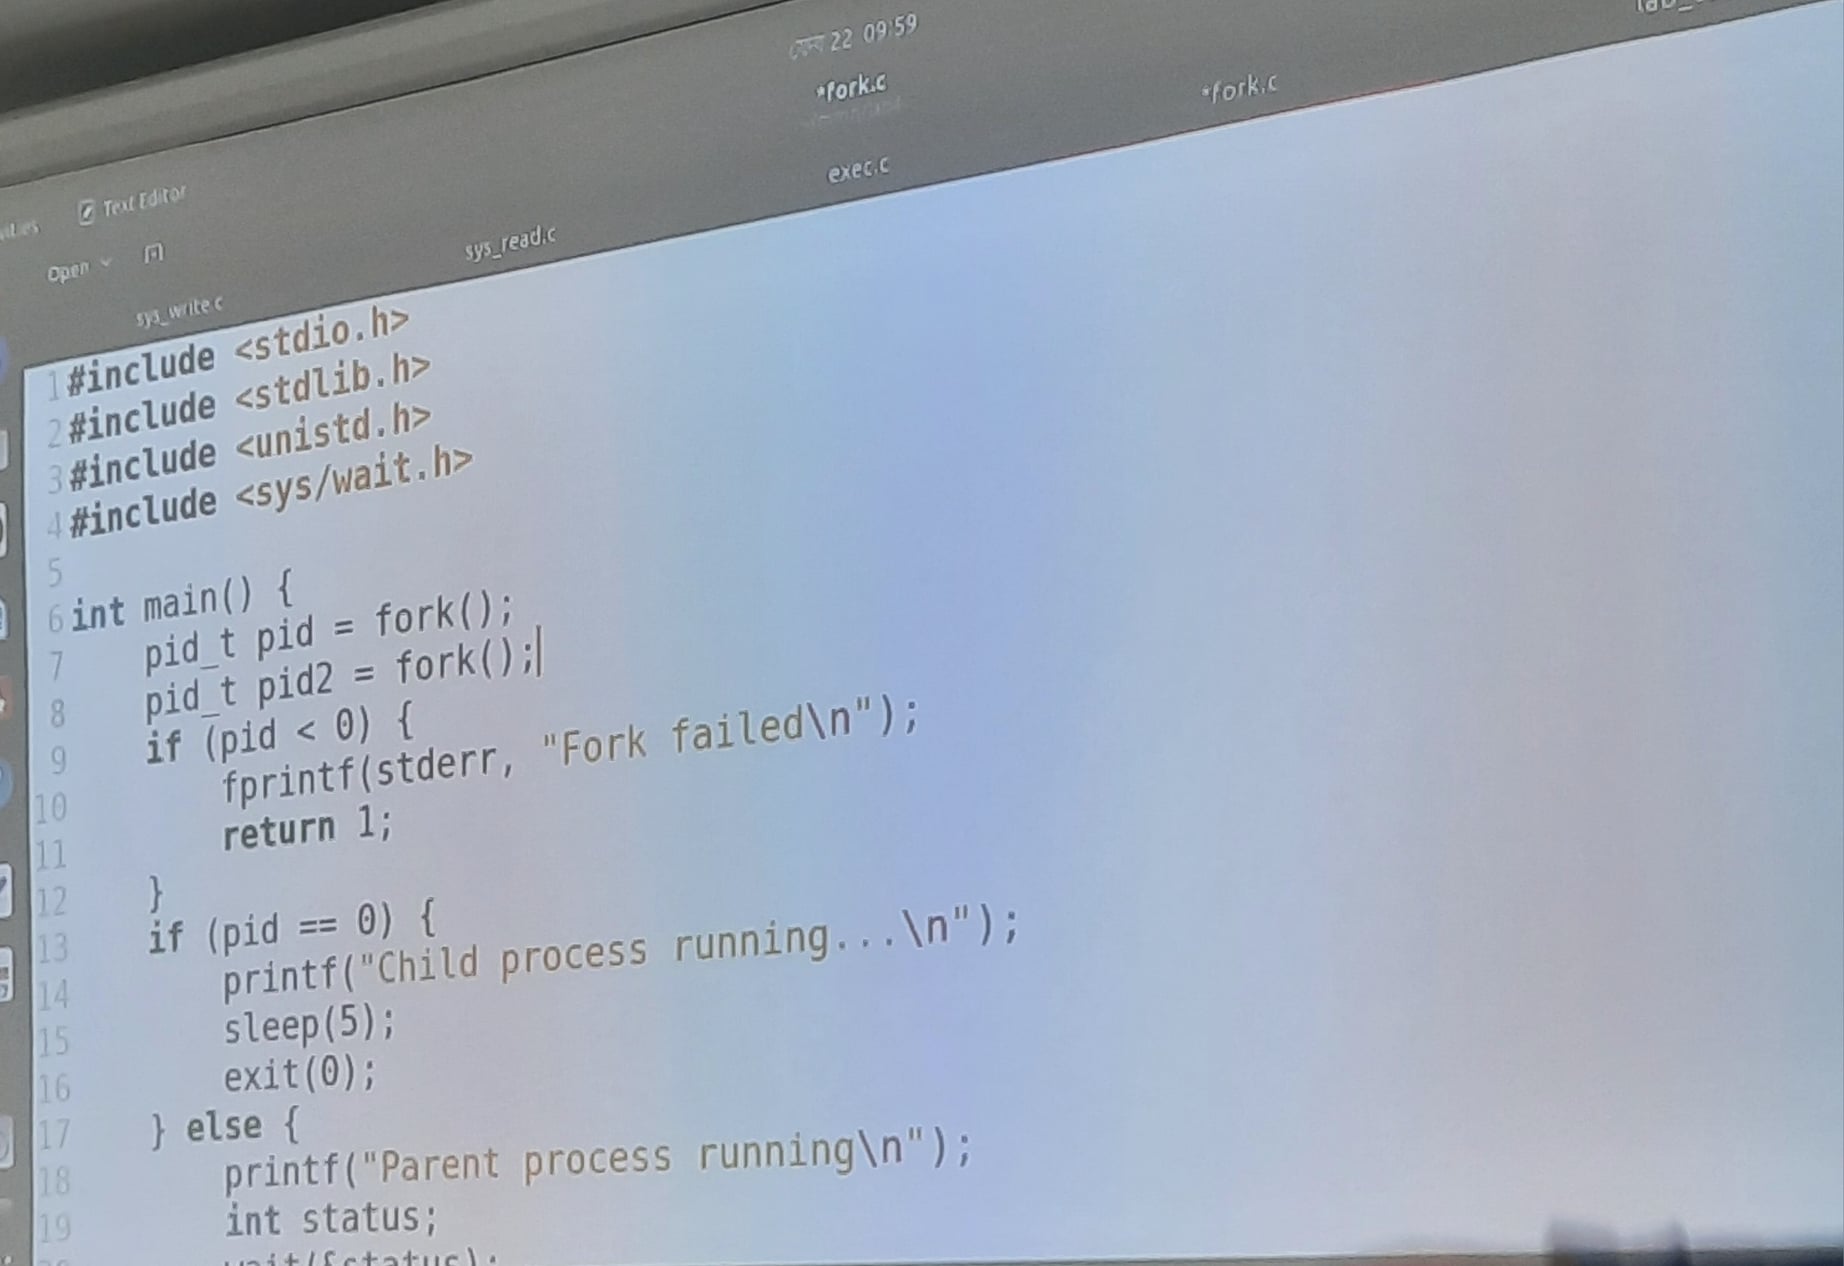 22 09:59
*fork.c
*fork.c
exec.c
Text Editor
Open
sys_read.c
sys_write.c
1 #include <stdio.h>
2 #include <stdlib.h>
3 #include <unistd.h>
4 #include <sys/wait.h>
5
6 int main() {
7     pid_t pid = fork();
8     pid_t pid2 = fork();
9     if (pid < 0) {
10         fprintf(stderr, "Fork failed\n");
11         return 1;
12     }
13     if (pid == 0) {
14         printf("Child process running...\n");
15         sleep(5);
16         exit(0);
17     } else {
18         printf("Parent process running\n");
19         int status;
wait(&status);